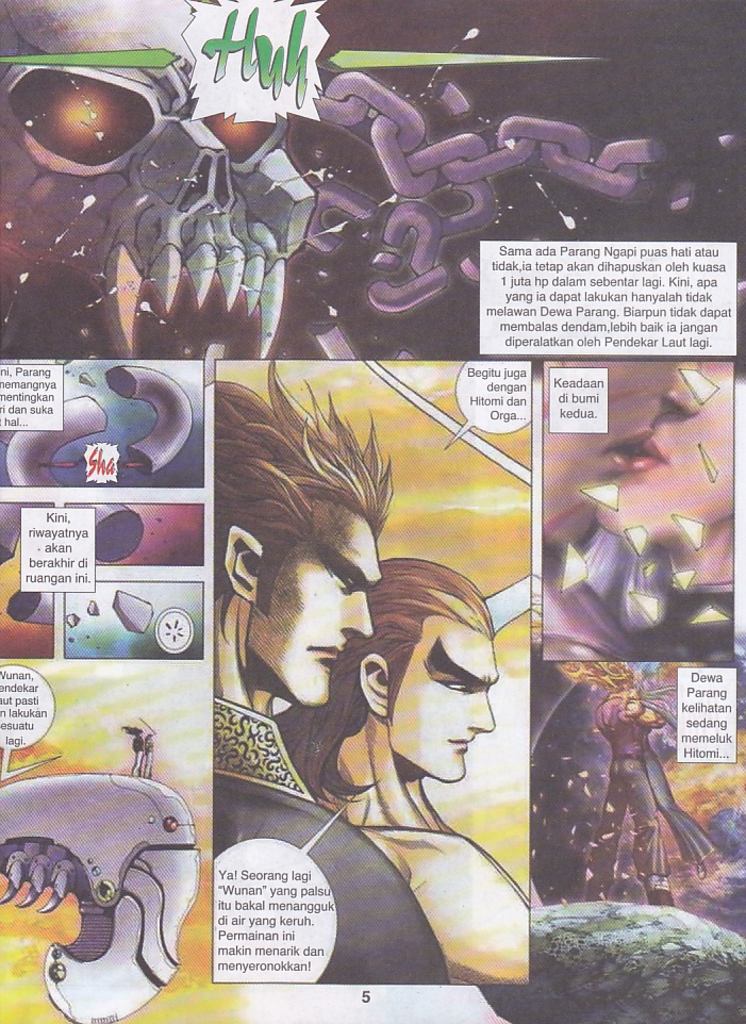 Huh
Sama ada Parang Ngapi puas hati atau
tidak,ia tetap akan dihapuskan oleh kuasa
1 juta hp dalam sebentar lagi. Kini, apa
yang ia dapat lakukan hanyalah tidak
melawan Dewa Parang. Biarpun tidak dapat
membalas dendam,lebih baik ia jangan
diperalatkan oleh Pendekar Laut lagi.
ni, Parang
nemangnya
mentingkan
ri dan suka
t hal...
Sha
Kini,
riwayatnya
akan
berakhir di
ruangan ini.
Wunan,
endekar
aut pasti
n lakukan
esuatu
lagi.
Begitu juga
dengan
Hitomi dan
Orga...
Ya! Seorang lagi
"Wunan" yang palsu
itu bakal menangguk
di air yang keruh.
Permainan ini
makin menarik dan
menyeronokkan!
Keadaan
di bumi
kedua.
Dewa
Parang
kelihatan
sedang
memeluk
Hitomi...
5